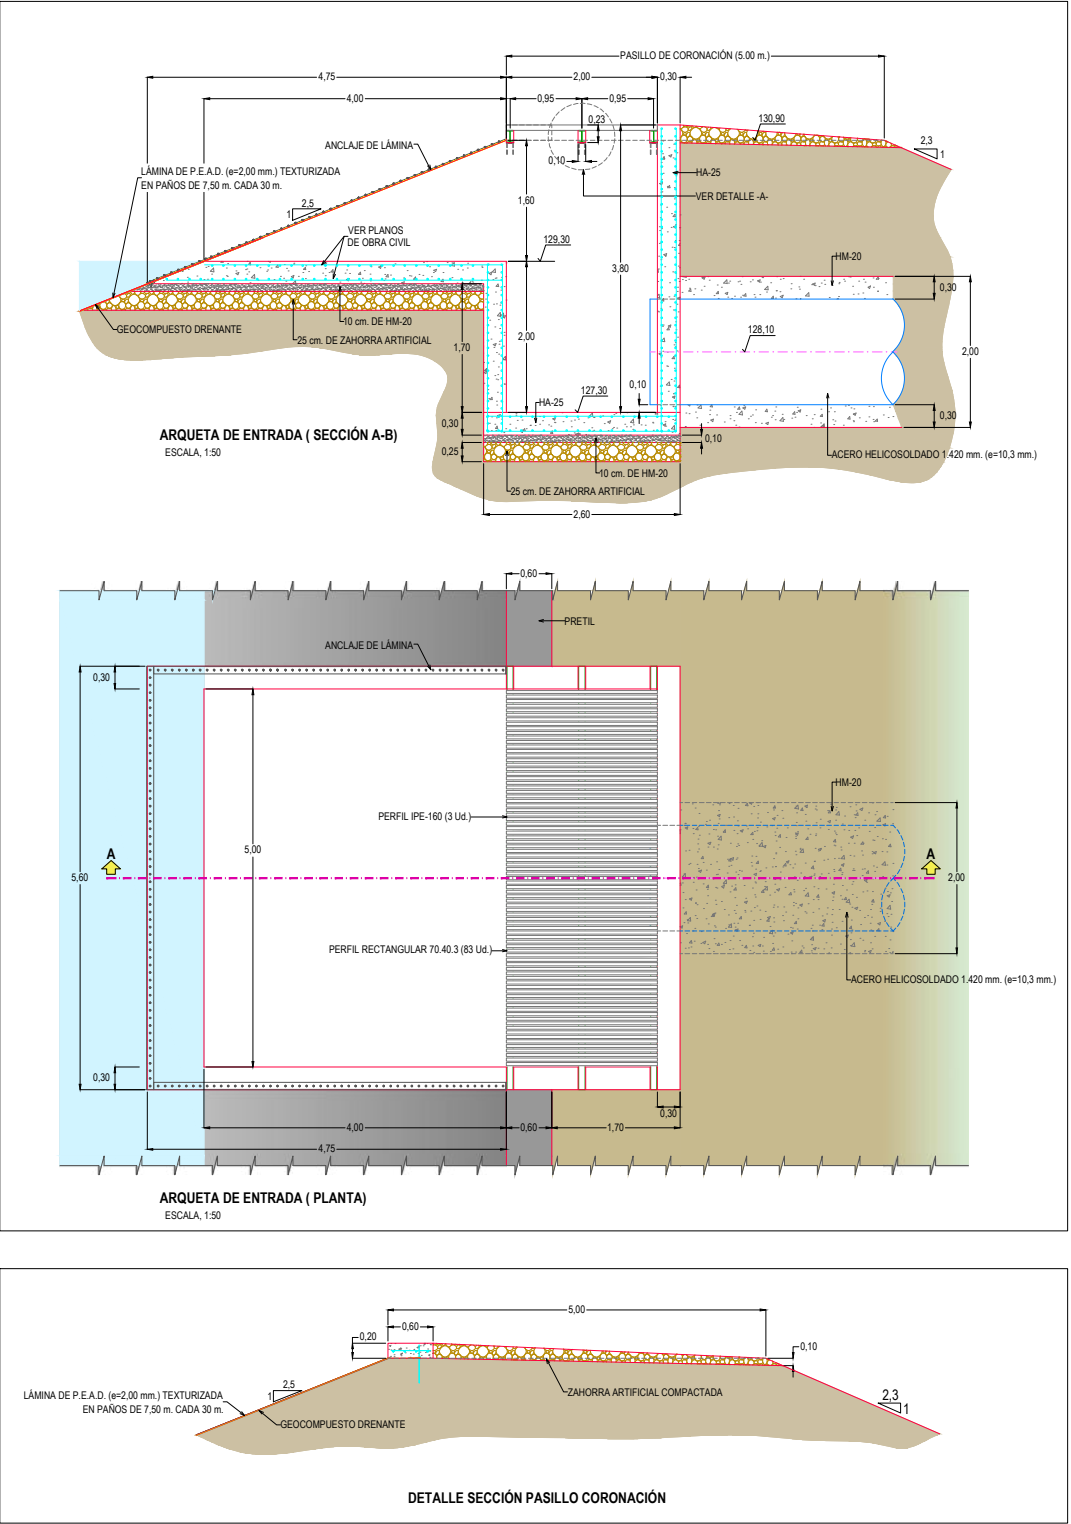 PASILLO DE CORONACIÓN (5.00 m.)
4,75
2,00
0,30
4,00
0,95
0,95
0,23
130,90
2,3
1
ANCLAJE DE LÁMINA
LÁMINA DE P.E.A.D. (e=2,00 mm.) TEXTURIZADA
EN PAÑOS DE 7,50 m. CADA 30 m.
0,10
HA-25
VER DETALLE -A-
2,5
1
1,60
VER PLANOS
DE OBRA CIVIL
129,30
3,80
HM-20
0,30
GEOCOMPUESTO DRENANTE
10 cm. DE HM-20
25 cm. DE ZAHORRA ARTIFICIAL
1,70
2,00
128,10
2,00
0,10
127,30
HA-25
0,30
0,30
ARQUETA DE ENTRADA ( SECCIÓN A-B)
ESCALA, 1:50
0,25
0,10
ACERO HELICOSOLDADO 1.420 mm. (e=10,3 mm.)
10 cm. DE HM-20
25 cm. DE ZAHORRA ARTIFICIAL
2,60
0,60
PRETIL
ANCLAJE DE LÁMINA
0,30
HM-20
PERFIL IPE-160 (3 Ud.)
5,60
5,00
A
A
2,00
PERFIL RECTANGULAR 70.40.3 (83 Ud.)
ACERO HELICOSOLDADO 1.420 mm. (e=10,3 mm.)
0,30
0,30
4,00
0,60
1,70
4,75
ARQUETA DE ENTRADA ( PLANTA)
ESCALA, 1:50
5,00
0,60
0,20
0,10
2,5
1
LÁMINA DE P.E.A.D. (e=2,00 mm.) TEXTURIZADA
EN PAÑOS DE 7,50 m. CADA 30 m.
ZAHORRA ARTIFICIAL COMPACTADA
2,3
1
GEOCOMPUESTO DRENANTE
DETALLE SECCIÓN PASILLO CORONACIÓN